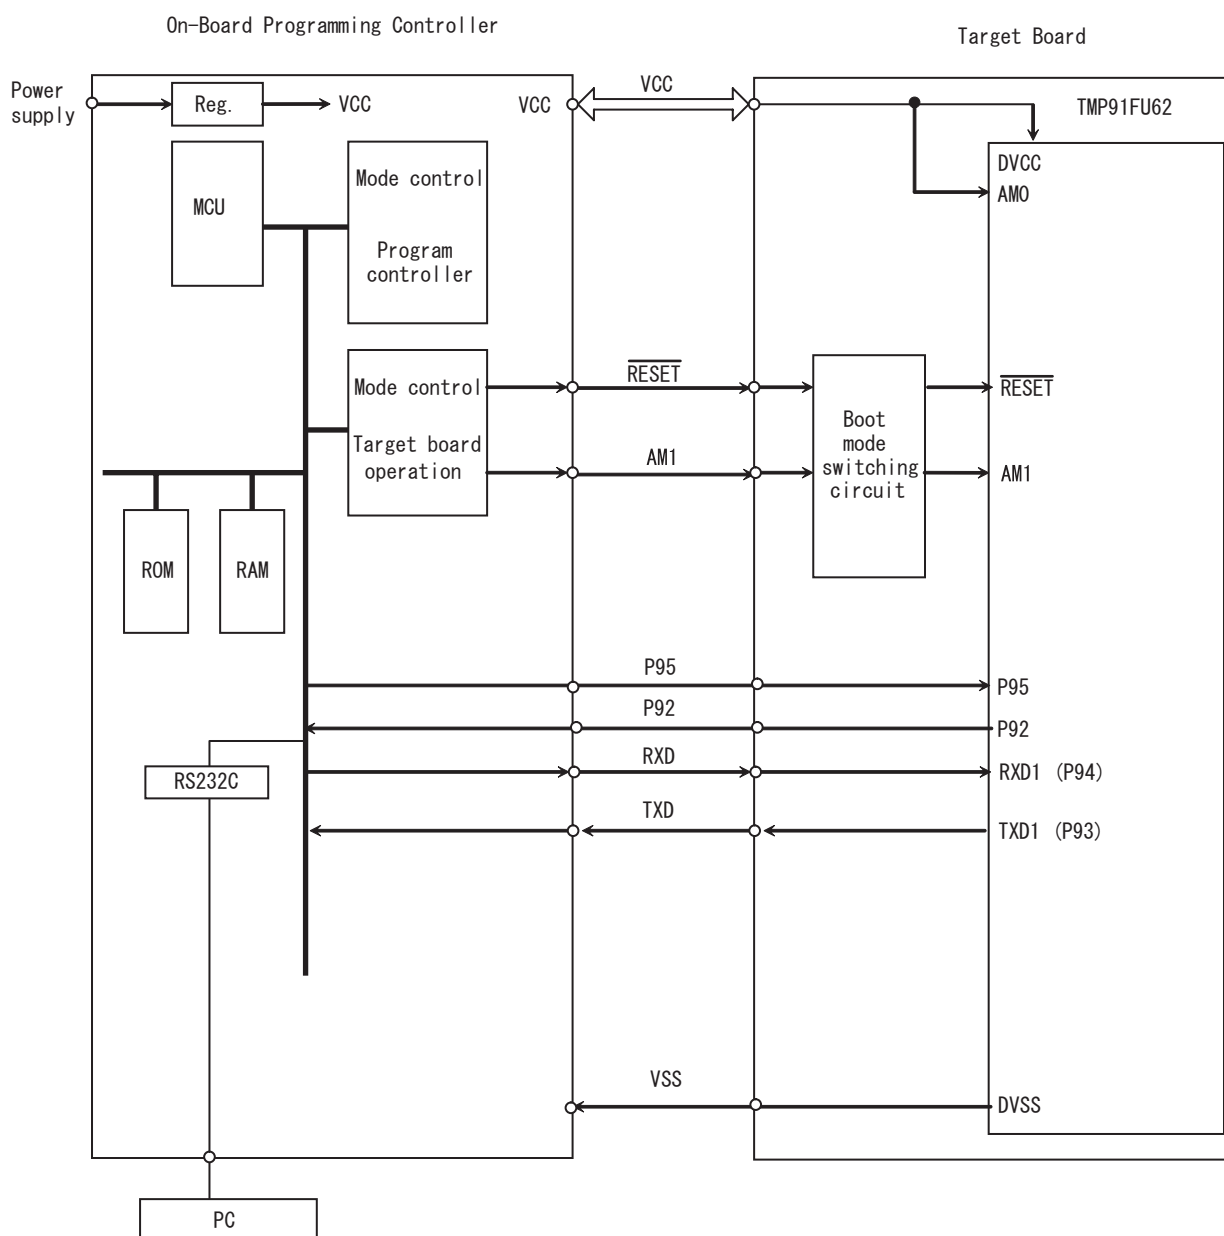 On-Board Programming Controller
Target Board
Power
supply
Reg.
VCC
VCC
VCC
TMP91FU62
MCU
Mode control
Program
controller
DVCC
AM0
Mode control
Target board
operation
RESET
AM1
Boot
mode
switching
circuit
RESET
AM1
ROM
RAM
P95
P95
P92
P92
RS232C
RXD
RXD1 (P94)
TXD
TXD1 (P93)
VSS
DVSS
PC